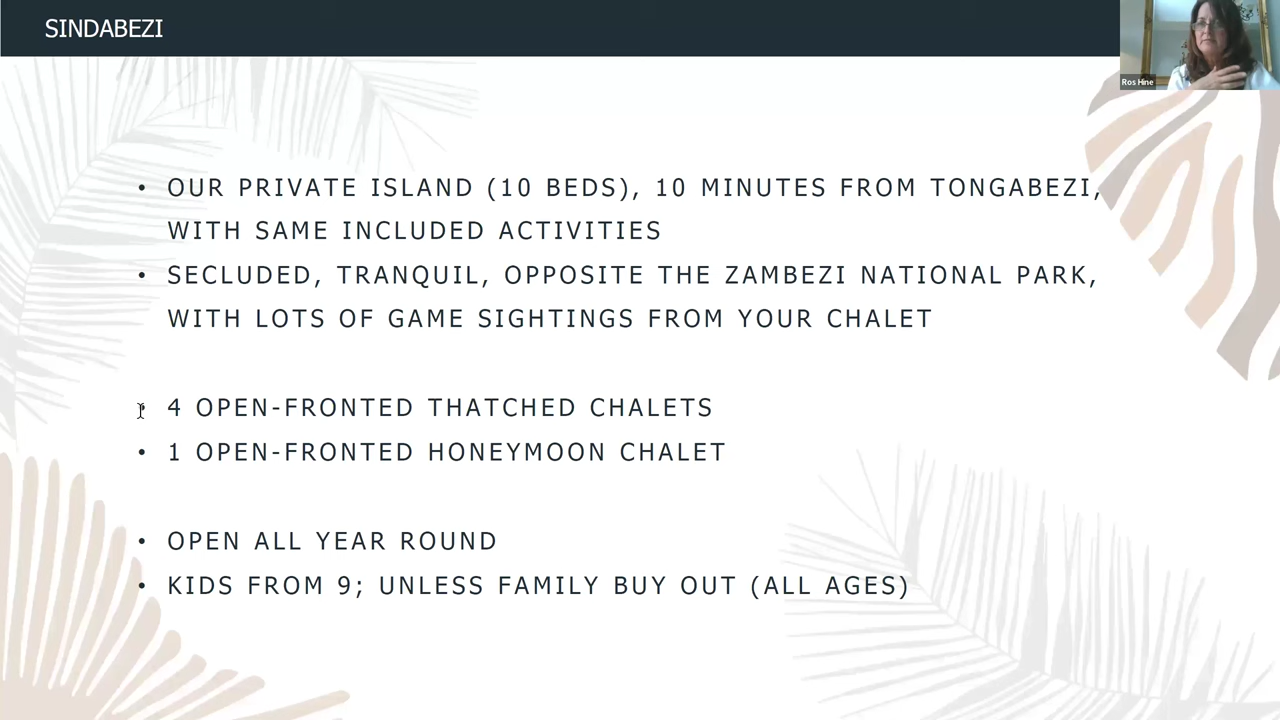 SINDABEZI
Ros Hine
• OUR PRIVATE ISLAND (10 BEDS), 10 MINUTES FROM TONGABEZI,
WITH SAME INCLUDED ACTIVITIES
• SECLUDED, TRANQUIL, OPPOSITE THE ZAMBEZI NATIONAL PARK,
WITH LOTS OF GAME SIGHTINGS FROM YOUR CHALET
• 4 OPEN-FRONTED THATCHED CHALETS
• 1 OPEN-FRONTED HONEYMOON CHALET
• OPEN ALL YEAR ROUND
• KIDS FROM 9; UNLESS FAMILY BUY OUT (ALL AGES)